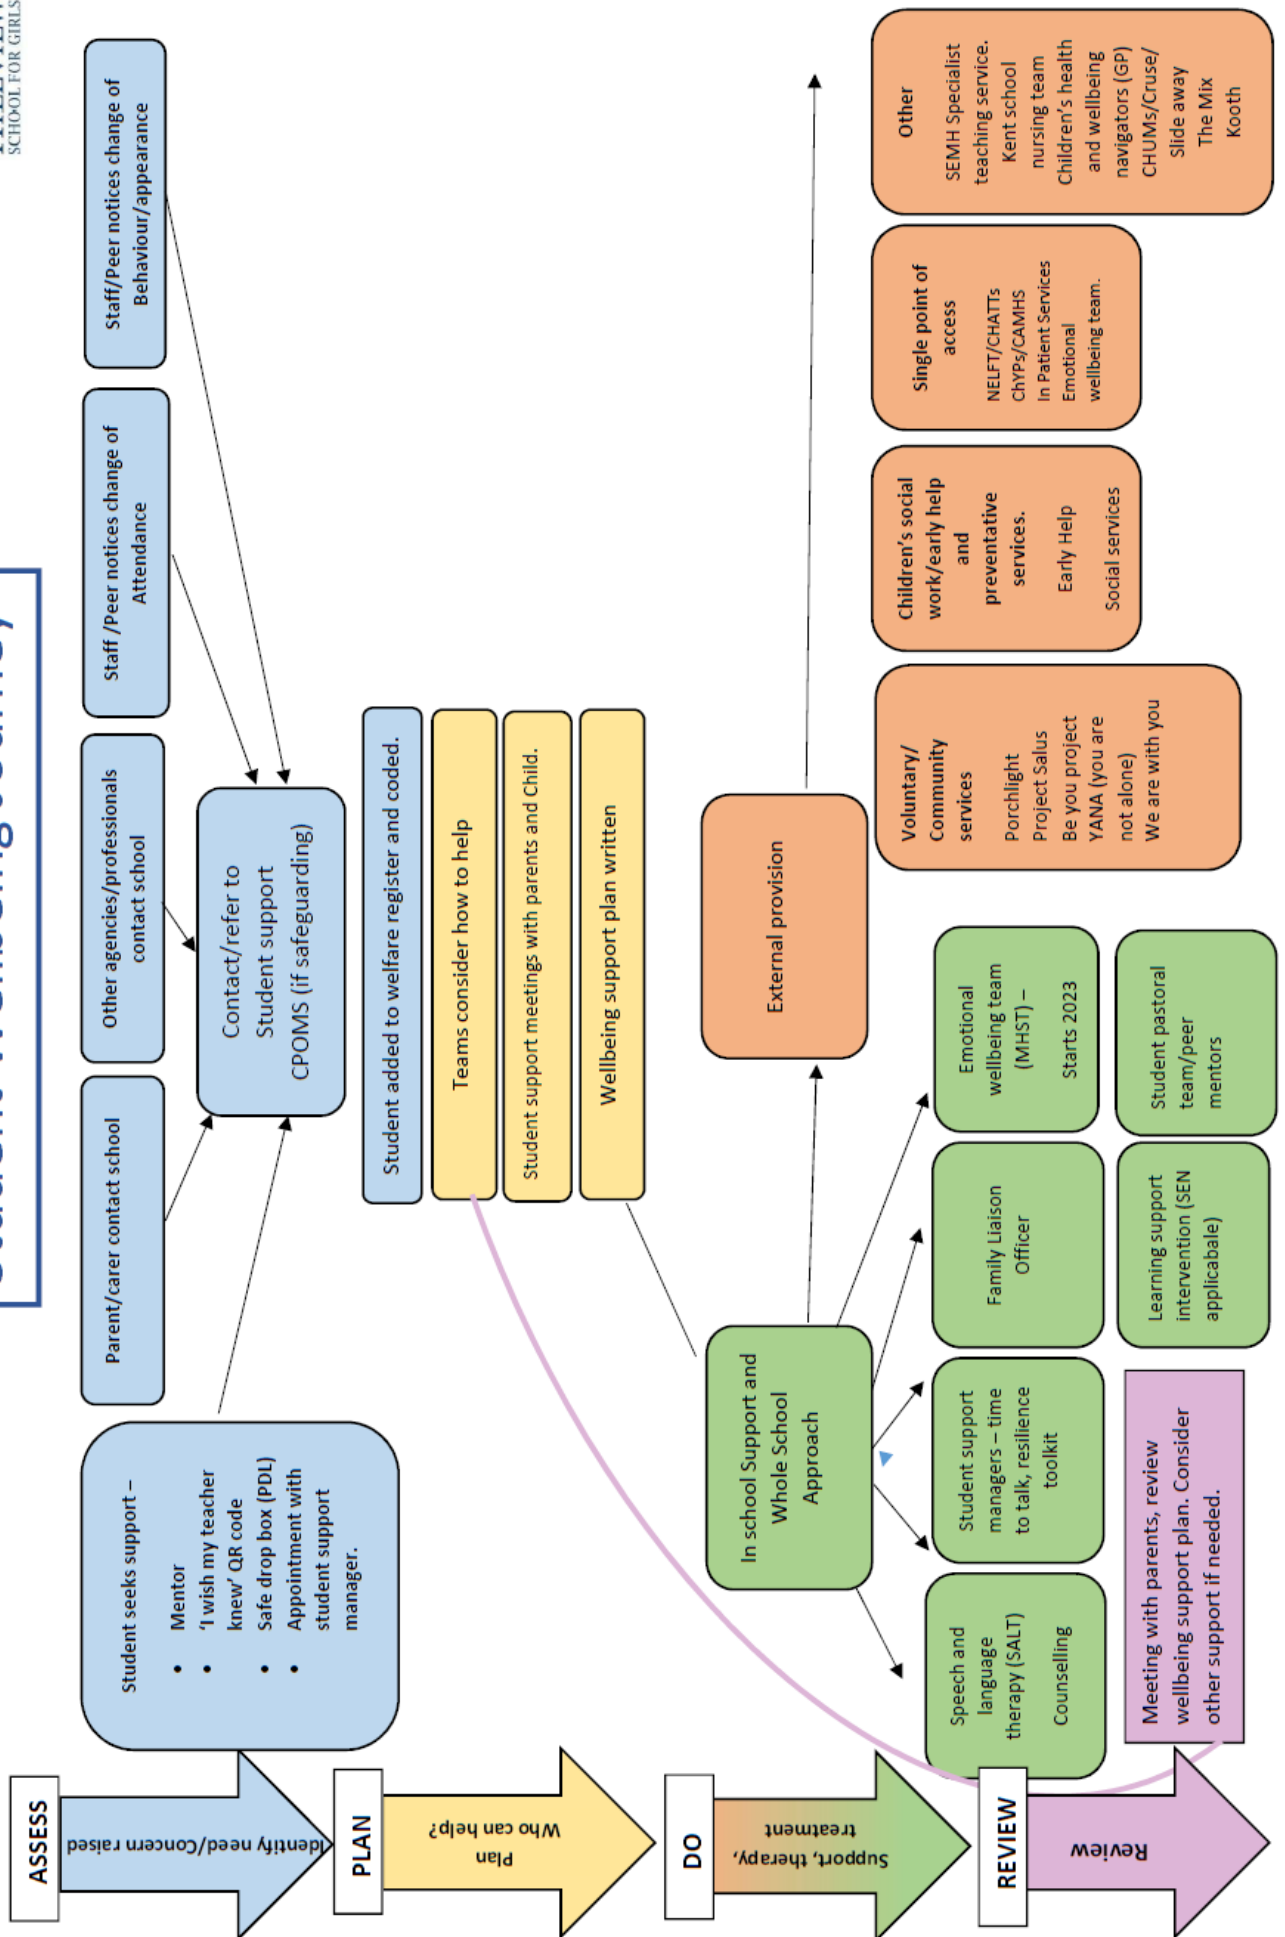 SCHOOL FOR GIRLS
Student Wellbeing Journey
ASSESS
Identify need/Concern raised
Student seeks support –
• Mentor
• 'I wish my teacher
knew' QR code
• Safe drop box (PDL)
• Appointment with
student support
manager.
Parent/carer contact school
Other agencies/professionals
contact school
Staff /Peer notices change of
Attendance
Staff/Peer notices change of
Behaviour/appearance
Contact/refer to
Student support
CPOMS (if safeguarding)
Student added to welfare register and coded.
PLAN
Plan
Who can help?
Teams consider how to help
Student support meetings with parents and Child.
Wellbeing support plan written
DO
Support, therapy,
treatment
In school Support and
Whole School
Approach
External provision
Speech and
language
therapy (SALT)
Counselling
Student support
managers – time
to talk, resilience
toolkit
Family Liaison
Officer
Emotional
wellbeing team
(MHST) –
Starts 2023
Learning support
intervention (SEN
applicabale)
Student pastoral
team/peer
mentors
Voluntary/
Community
services
Porchlight
Project Salus
Be you project
YANA (you are
not alone)
We are with you
Children's social
work/early help
and
preventative
services.
Early Help
Social services
Single point of
access
NELFT/CHATTs
ChYPs/CAMHS
In Patient Services
Emotional
wellbeing team.
Other
SEMH Specialist
teaching service.
Kent school
nursing team
Children's health
and wellbeing
navigators (GP)
CHUMs/Cruse/
Slide away
The Mix
Kooth
REVIEW
Review
Meeting with parents, review
wellbeing support plan. Consider
other support if needed.